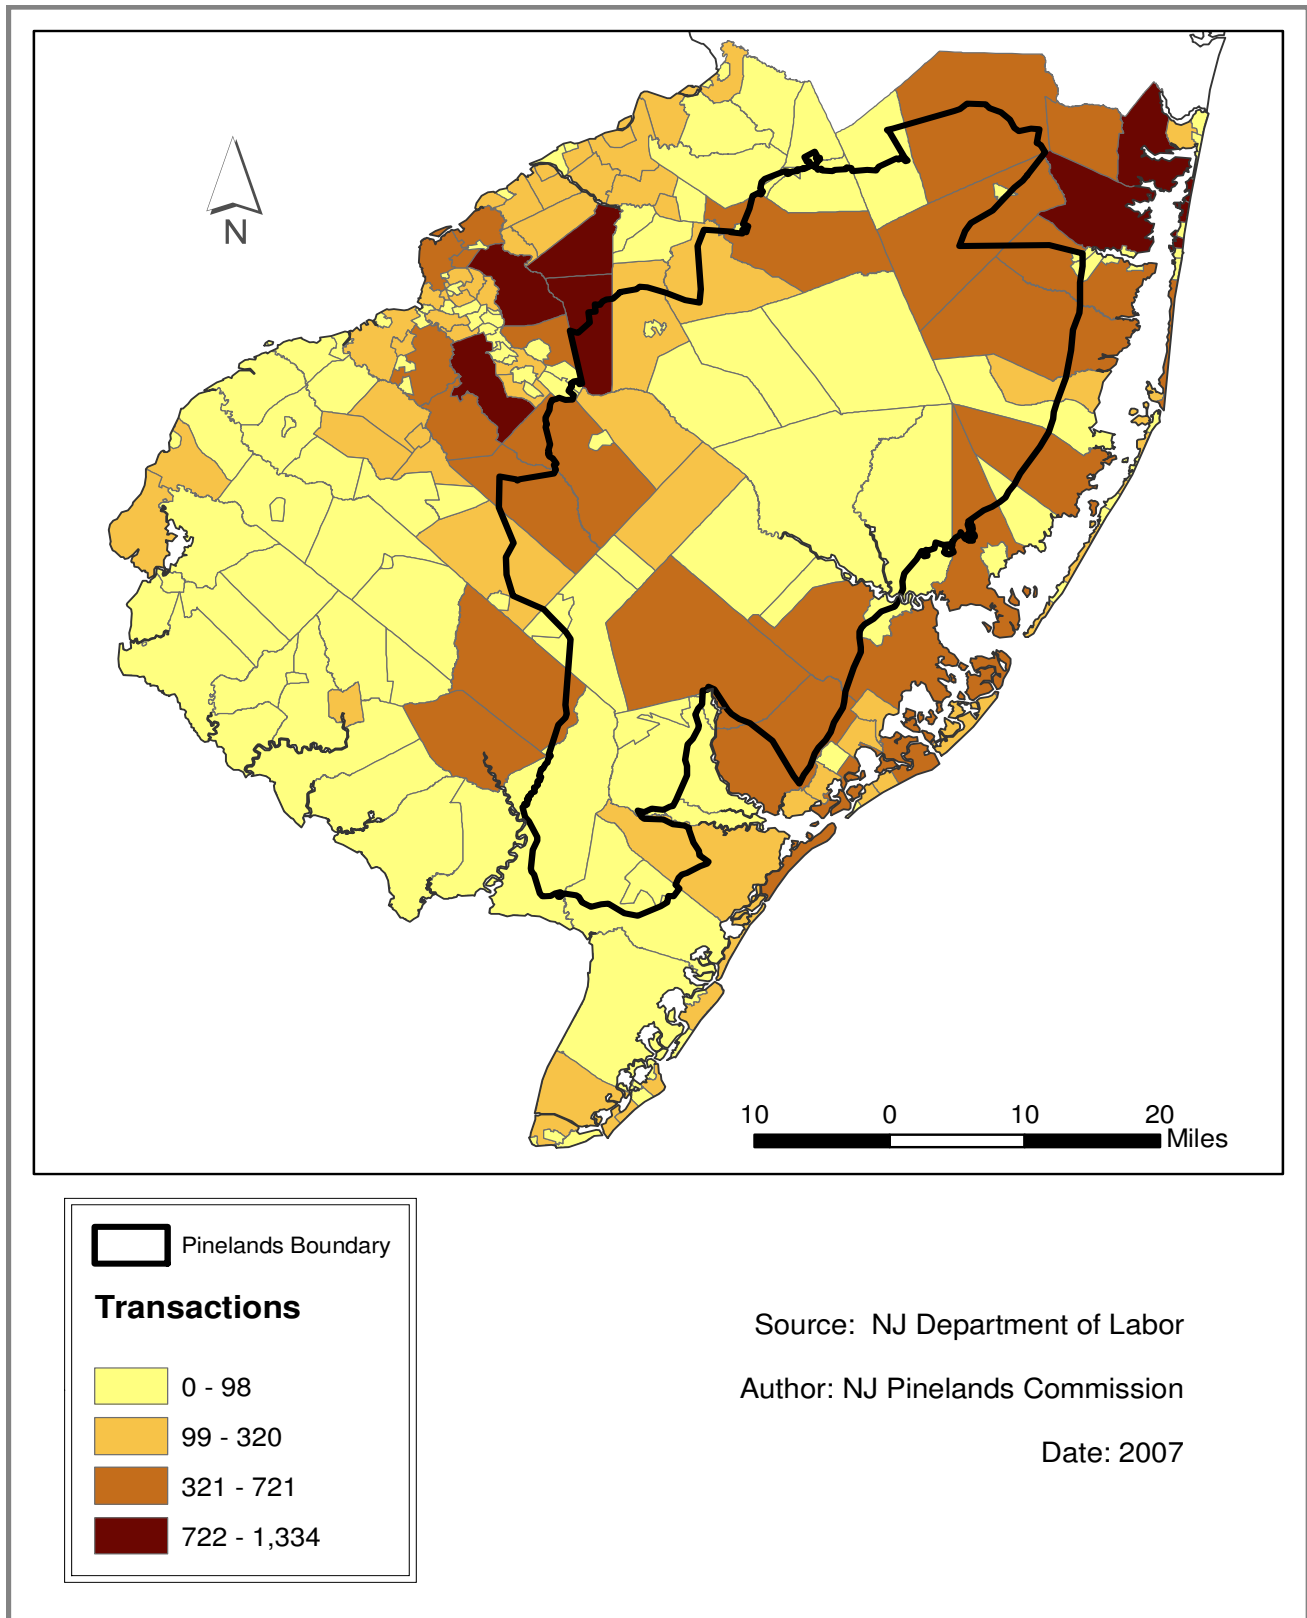 N
10 0 10 20
Miles
Pinelands Boundary
Transactions
0 - 98
99 - 320
321 - 721
722 - 1,334
Source: NJ Department of Labor
Author: NJ Pinelands Commission
Date: 2007